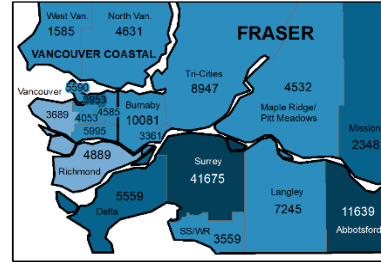 West Van.
1585
North Van.
4631
VANCOUVER COASTAL
FRASER
Tri-Cities
8947
4532
Maple Ridge/
Pitt Meadows
Mission
2348
Vancouver
3689
5590
3953
4053
4585
5995
Burnaby
10081
3361
4889
Richmond
Surrey
41675
5559
Delta
Langley
7245
11639
Abbotsford
SS/WR
3559